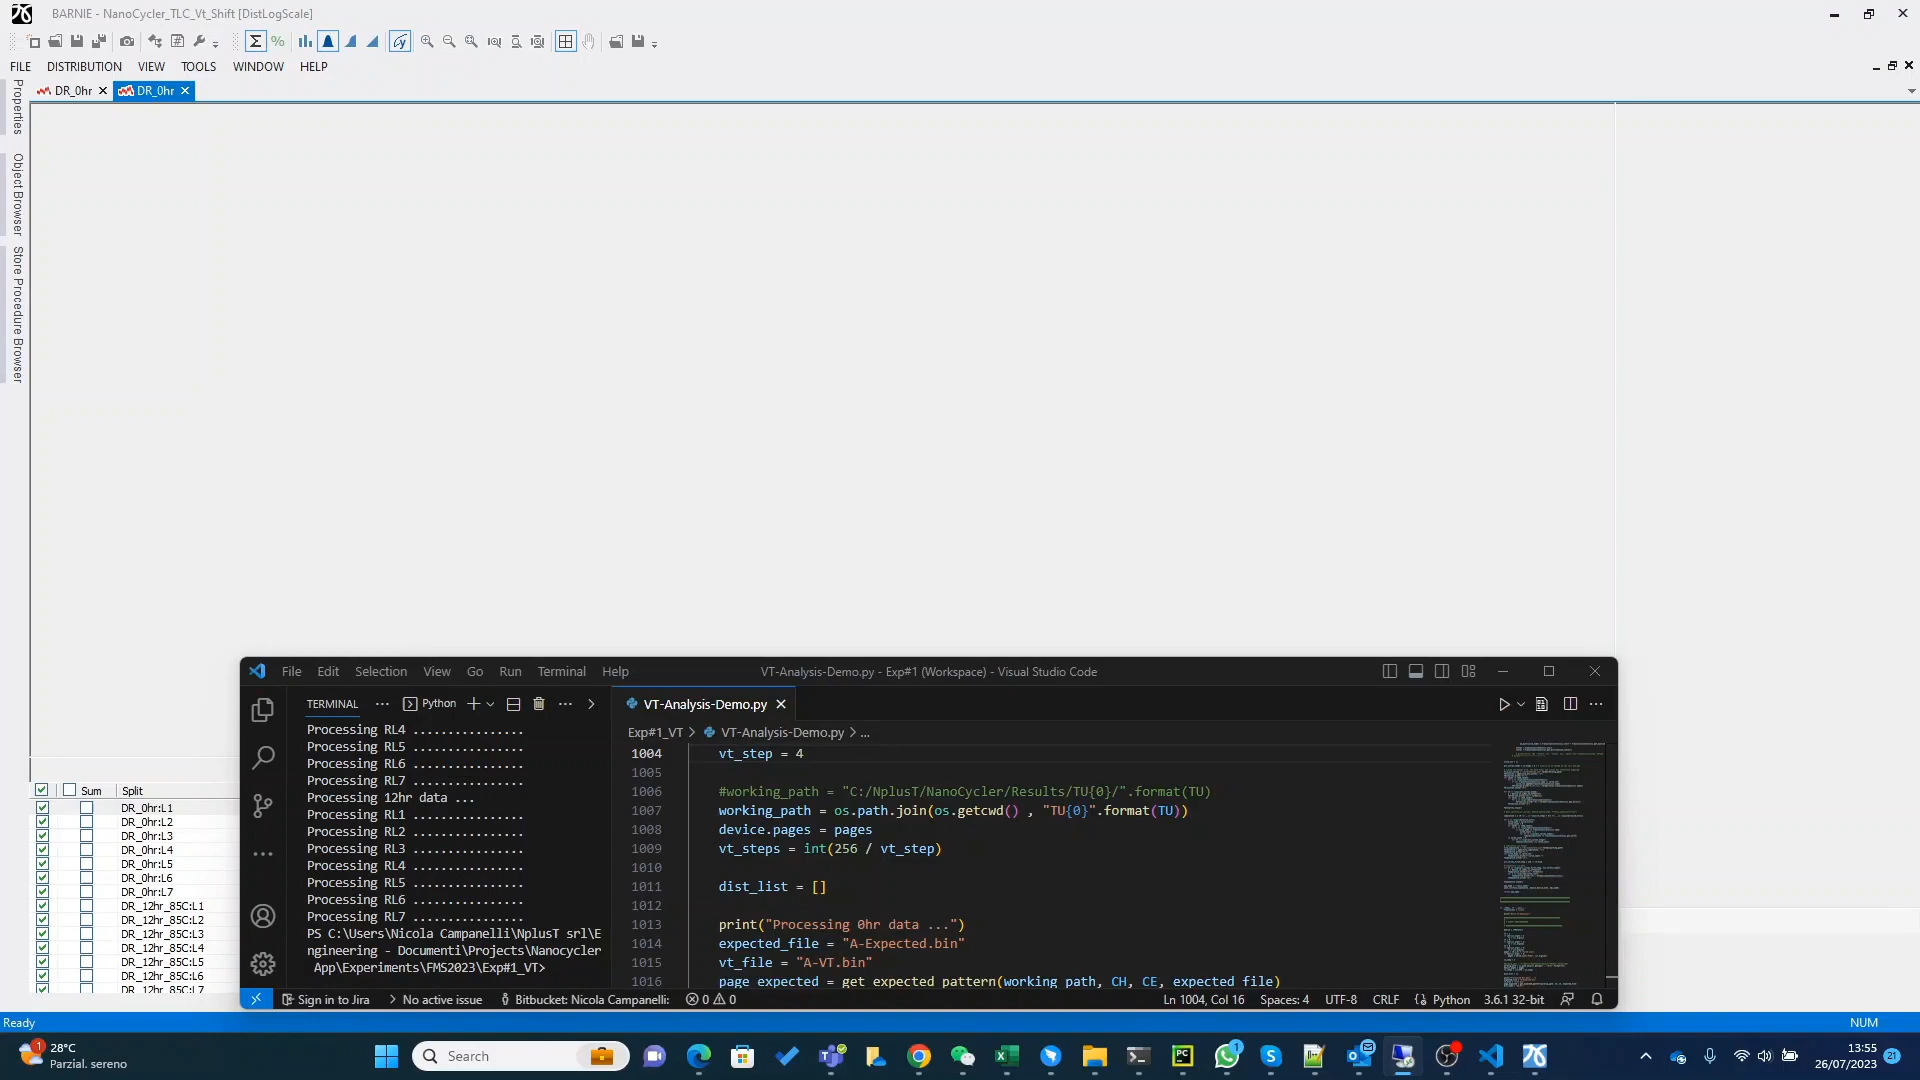 BARNIE - NanoCycler_TLC_Vt_Shift [DistLogScale]
FILE DISTRIBUTION VIEW TOOLS WINDOW HELP
DR_0hr
DR_0hr
Properties
Object Browser
Store Procedure Browser
Sum Split
DR_0hr:L1
DR_0hr:L2
DR_0hr:L3
DR_0hr:L4
DR_0hr:L5
DR_0hr:L6
DR_0hr:L7
DR_12hr_85C:L1
DR_12hr_85C:L2
DR_12hr_85C:L3
DR_12hr_85C:L4
DR_12hr_85C:L5
DR_12hr_85C:L6
DR_12hr_85C:L7
File Edit Selection View Go Run Terminal Help
VT-Analysis-Demo.py - Exp#1 (Workspace) - Visual Studio Code
TERMINAL
Python
Processing RL4 ................
Processing RL5 ................
Processing RL6 ................
Processing RL7 ................
Processing 12hr data ...
Processing RL1 ................
Processing RL2 ................
Processing RL3 ................
Processing RL4 ................
Processing RL5 ................
Processing RL6 ................
Processing RL7 ................
PS C:\Users\Nicola Campanelli\NplusT srl\E
ngineering - Documenti\Projects\Nanocycler
App\Experiments\FMS2023\Exp#1_VT>
VT-Analysis-Demo.py
Exp#1_VT > VT-Analysis-Demo.py > ...
1004 vt_step = 4
1005
1006 #working_path = "C:/NplusT/NanoCycler/Results/TU{0}/".format(TU)
1007 working_path = os.path.join(os.getcwd() , "TU{0}".format(TU))
1008 device.pages = pages
1009 vt_steps = int(256 / vt_step)
1010
1011 dist_list = []
1012
1013 print("Processing 0hr data ...")
1014 expected_file = "A-Expected.bin"
1015 vt_file = "A-VT.bin"
1016 page_expected = get_expected_pattern(working_path, CH, CE, expected_file)
Sign in to Jira
No active issue
Bitbucket: Nicola Campanelli:
0 0
Ln 1004, Col 16 Spaces: 4 UTF-8 CRLF Python 3.6.1 32-bit
Ready
NUM
1
28°C
Parzial. sereno
Search
PC
1
13:55
26/07/2023
21